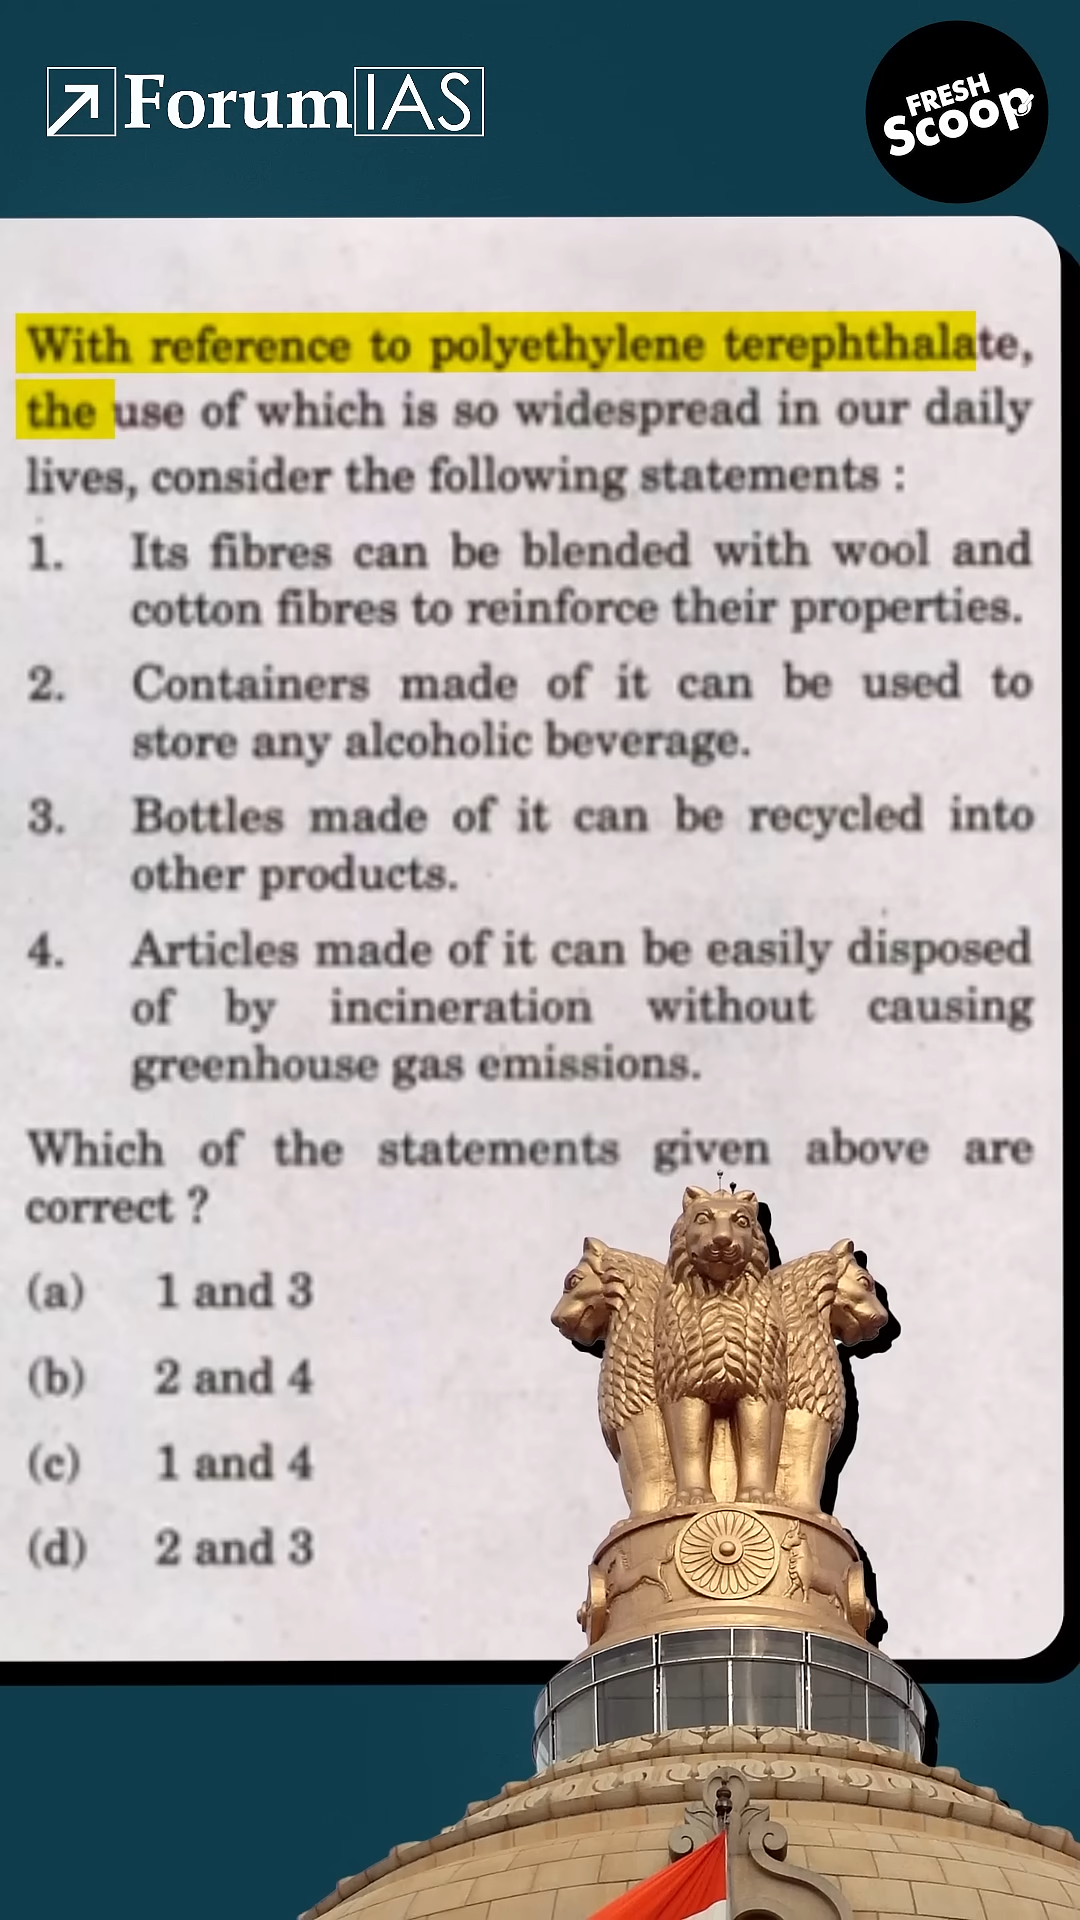 ForumIAS
FRESH
Scoop
With reference to polyethylene terephthalate,
the use of which is so widespread in our daily
lives, consider the following statements :
1. Its fibres can be blended with wool and
cotton fibres to reinforce their properties.
2. Containers made of it can be used to
store any alcoholic beverage.
3. Bottles made of it can be recycled into
other products.
4. Articles made of it can be easily disposed
of by incineration without causing
greenhouse gas emissions.
Which of the statements given above are
correct ?
(a) 1 and 3
(b) 2 and 4
(c) 1 and 4
(d) 2 and 3